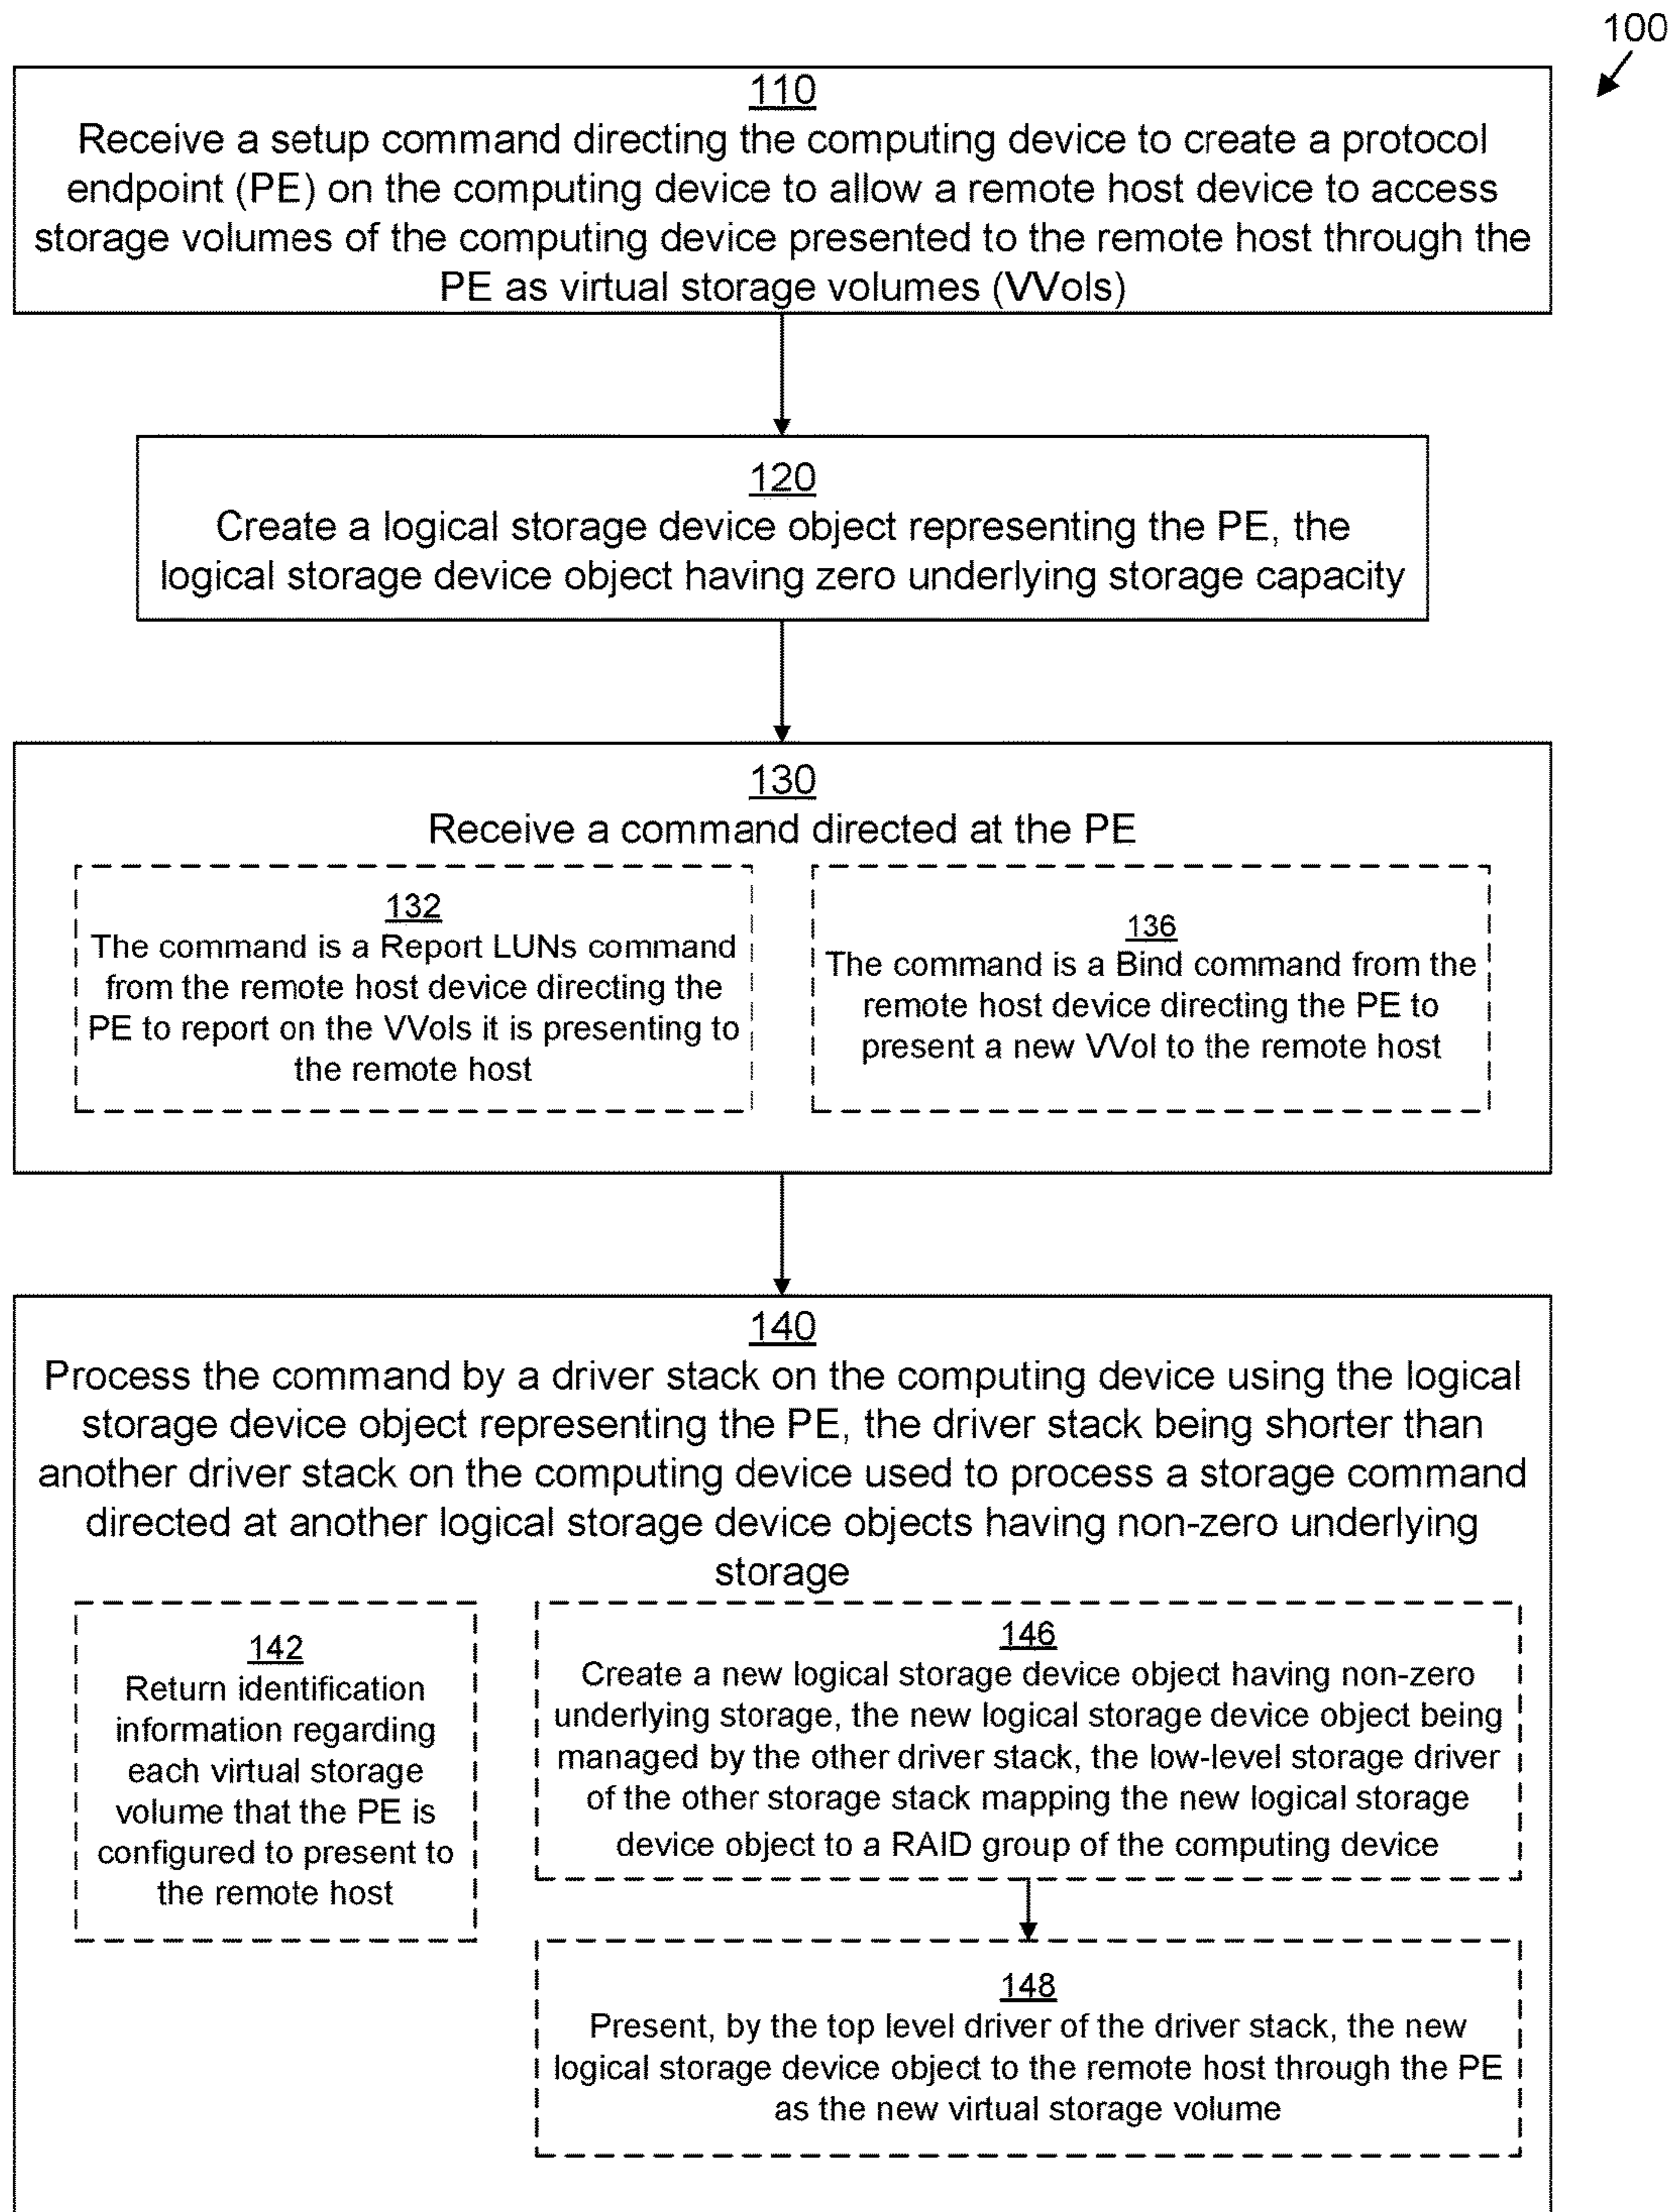 100
110
Receive a setup command directing the computing device to create a protocol
endpoint (PE) on the computing device to allow a remote host device to access
storage volumes of the computing device presented to the remote host through the
PE as virtual storage volumes (VVols)
120
Create a logical storage device object representing the PE, the
logical storage device object having zero underlying storage capacity
130
Receive a command directed at the PE
132
The command is a Report LUNs command
from the remote host device directing the
PE to report on the VVols it is presenting to
the remote host
136
The command is a Bind command from the
remote host device directing the PE to
present a new VVol to the remote host
140
Process the command by a driver stack on the computing device using the logical
storage device object representing the PE, the driver stack being shorter than
another driver stack on the computing device used to process a storage command
directed at another logical storage device objects having non-zero underlying
storage
142
Return identification
information regarding
each virtual storage
volume that the PE is
configured to present to
the remote host
146
Create a new logical storage device object having non-zero
underlying storage, the new logical storage device object being
managed by the other driver stack, the low-level storage driver
of the other storage stack mapping the new logical storage
device object to a RAID group of the computing device
148
Present, by the top level driver of the driver stack, the new
logical storage device object to the remote host through the PE
as the new virtual storage volume